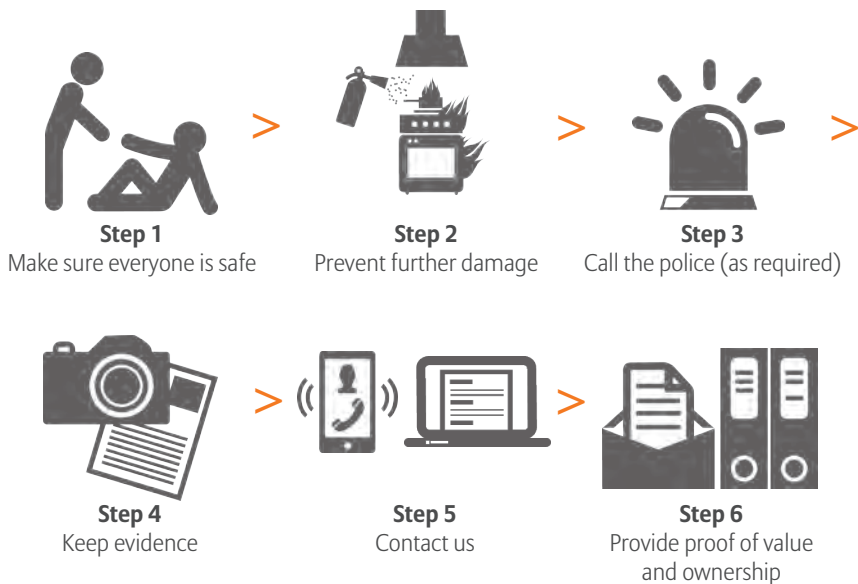 >
>
>
Step 1
Make sure everyone is safe
Step 2
Prevent further damage
Step 3
Call the police (as required)
>
>
Step 4
Keep evidence
Step 5
Contact us
Step 6
Provide proof of value
and ownership